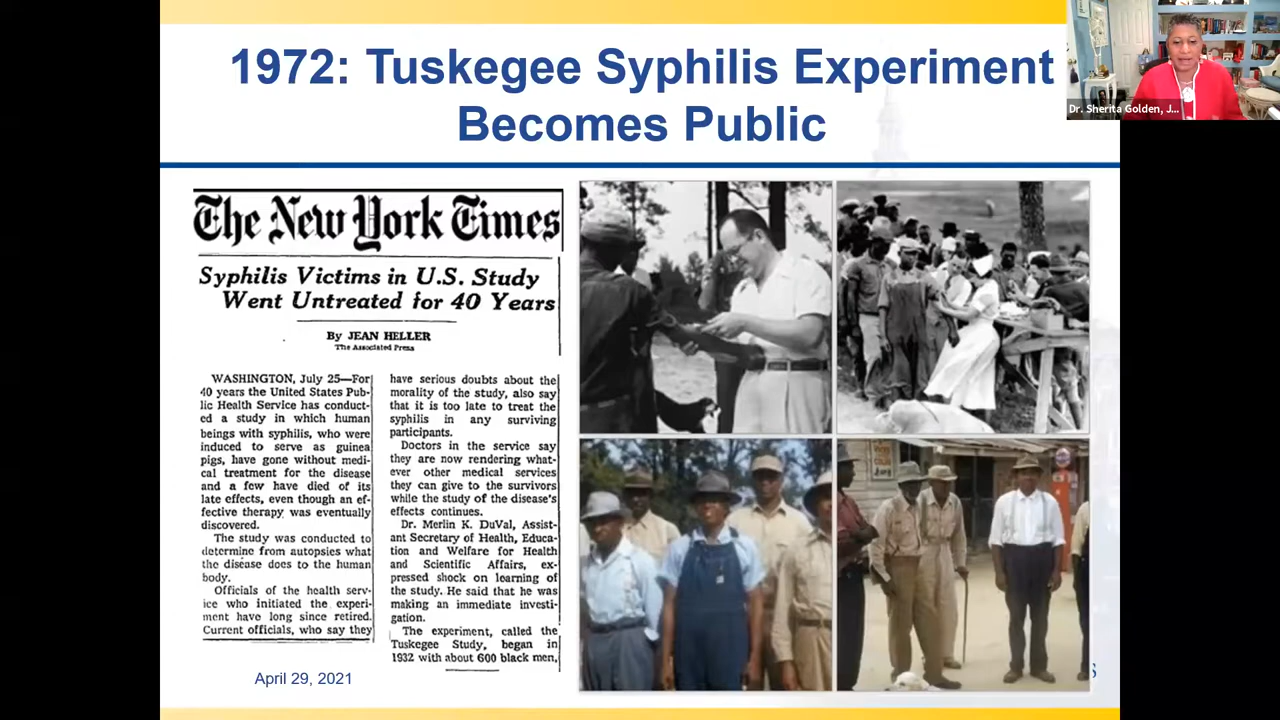 1972: Tuskegee Syphilis Experiment
Becomes Public
Dr. Sherita Golden, J...
The New York Times
Syphilis Victims in U.S. Study
Went Untreated for 40 Years
By JEAN HELLER
The Associated Press
WASHINGTON, July 25—For
40 years the United States Pub-
lic Health Service has conduct-
ed a study in which human
beings with syphilis, who were
induced to serve as guinea
pigs, have gone without medi-
cal treatment for the disease
and a few have died of its
late effects, even though an ef-
fective therapy was eventually
discovered.
The study was conducted to
determine from autopsies what
the disease does to the human
body.
Officials of the health serv-
ice who initiated the experi-
ment have long since retired.
Current officials, who say they
have serious doubts about the
morality of the study, also say
that it is too late to treat the
syphilis in any surviving
participants.
Doctors in the service say
they are now rendering what-
ever other medical services
they can give to the survivors
while the study of the disease's
effects continues.
Dr. Merlin K. DuVal, Assist-
ant Secretary of Health, Educa-
tion and Welfare for Health
and Scientific Affairs, ex-
pressed shock on learning of
the study. He said that he was
making an immediate investi-
gation.
The experiment, called the
Tuskegee Study, began in
1932 with about 600 black men,
April 29, 2021